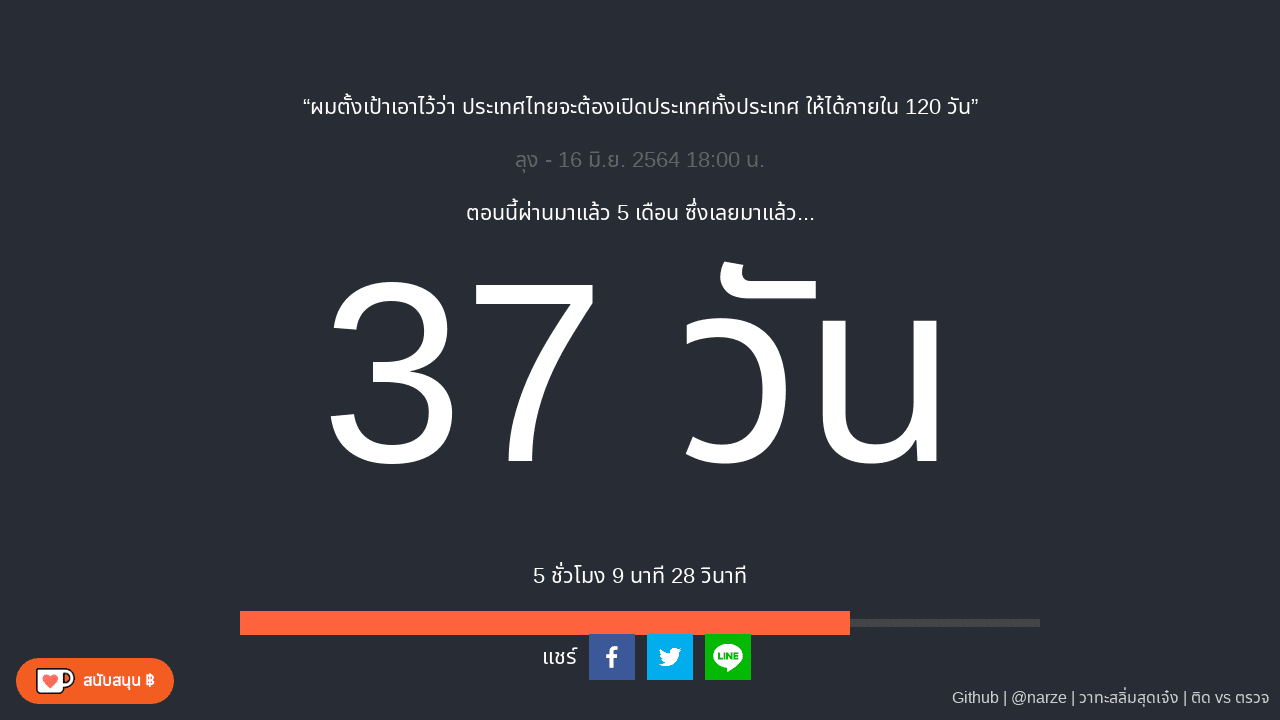 “ผมตั้งเป้าเอาไว้ว่า ประเทศไทยจะต้องเปิดประเทศทั้งประเทศ ให้ได้ภายใน 120 วัน”
ลุง - 16 มิ.ย. 2564 18:00 น.
ตอนนี้ผ่านมาแล้ว 5 เดือน ซึ่งเลยมาแล้ว...
37 วัน
5 ชั่วโมง 9 นาที 28 วินาที
แชร์ LINE
สนับสนุน ฿
Github | @narze | วาทะสลิ่มสุดเจ๋ง | ติด vs ตรวจ